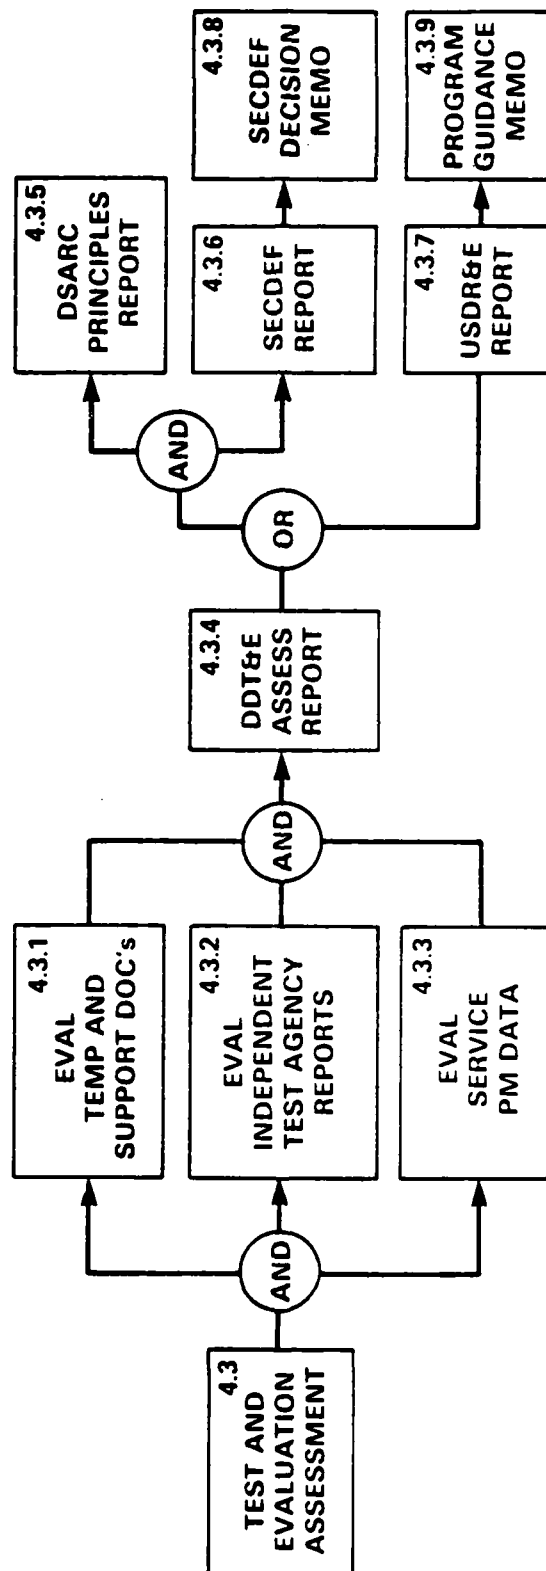 4.3
TEST AND
EVALUATION
ASSESSMENT
AND
4.3.1
EVAL
TEMP AND
SUPPORT DOC's
4.3.2
EVAL
INDEPENDENT
TEST AGENCY
REPORTS
4.3.3
EVAL
SERVICE
PM DATA
AND
4.3.4
DDT&E
ASSESS
REPORT
OR
AND
4.3.5
DSARC
PRINCIPLES
REPORT
4.3.6
SECDEF
REPORT
4.3.7
USDR&E
REPORT
4.3.8
SECDEF
DECISION
MEMO
4.3.9
PROGRAM
GUIDANCE
MEMO